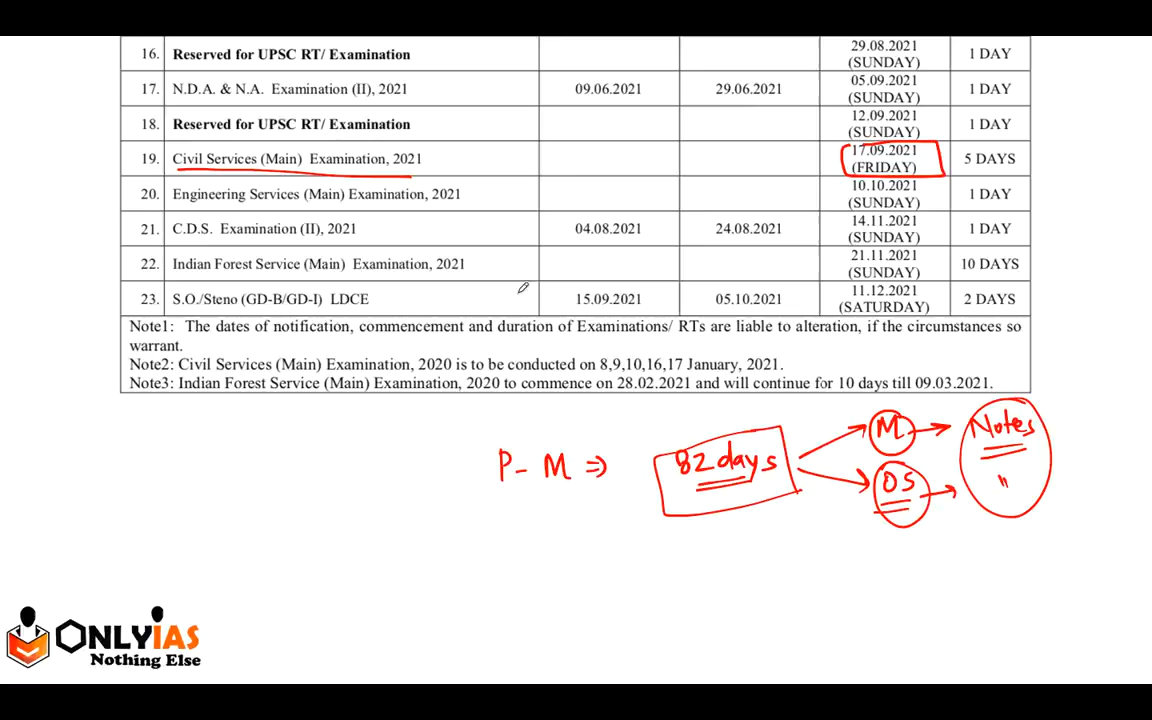 16. Reserved for UPSC RT/ Examination 29.08.2021 (SUNDAY) 1 DAY
17. N.D.A. & N.A. Examination (II), 2021 09.06.2021 29.06.2021 05.09.2021 (SUNDAY) 1 DAY
18. Reserved for UPSC RT/ Examination 12.09.2021 (SUNDAY) 1 DAY
19. Civil Services (Main) Examination, 2021 17.09.2021 (FRIDAY) 5 DAYS
20. Engineering Services (Main) Examination, 2021 10.10.2021 (SUNDAY) 1 DAY
21. C.D.S. Examination (II), 2021 04.08.2021 24.08.2021 14.11.2021 (SUNDAY) 1 DAY
22. Indian Forest Service (Main) Examination, 2021 21.11.2021 (SUNDAY) 10 DAYS
23. S.O./Steno (GD-B/GD-I) LDCE 15.09.2021 05.10.2021 11.12.2021 (SATURDAY) 2 DAYS
Note1: The dates of notification, commencement and duration of Examinations/ RTs are liable to alteration, if the circumstances so
warrant.
Note2: Civil Services (Main) Examination, 2020 is to be conducted on 8,9,10,16,17 January, 2021.
Note3: Indian Forest Service (Main) Examination, 2020 to commence on 28.02.2021 and will continue for 10 days till 09.03.2021.
P - M ⇒ 82 days
M → Notes
OS → "
ONLYIAS
Nothing Else